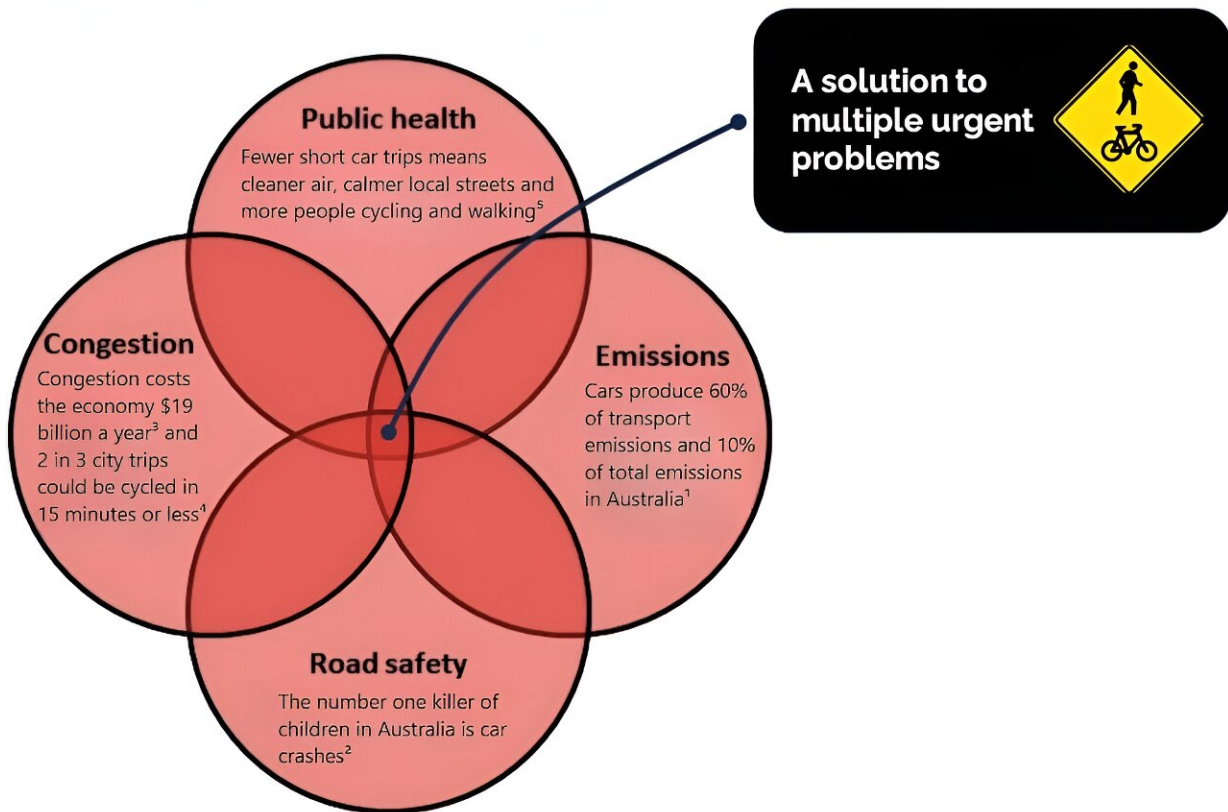 A solution to
multiple urgent
problems
Public health
Fewer short car trips means
cleaner air, calmer local streets and
more people cycling and walking⁵
Congestion
Congestion costs
the economy $19
billion a year³ and
2 in 3 city trips
could be cycled in
15 minutes or less⁴
Emissions
Cars produce 60%
of transport
emissions and 10%
of total emissions
in Australia¹
Road safety
The number one killer of
children in Australia is car
crashes²